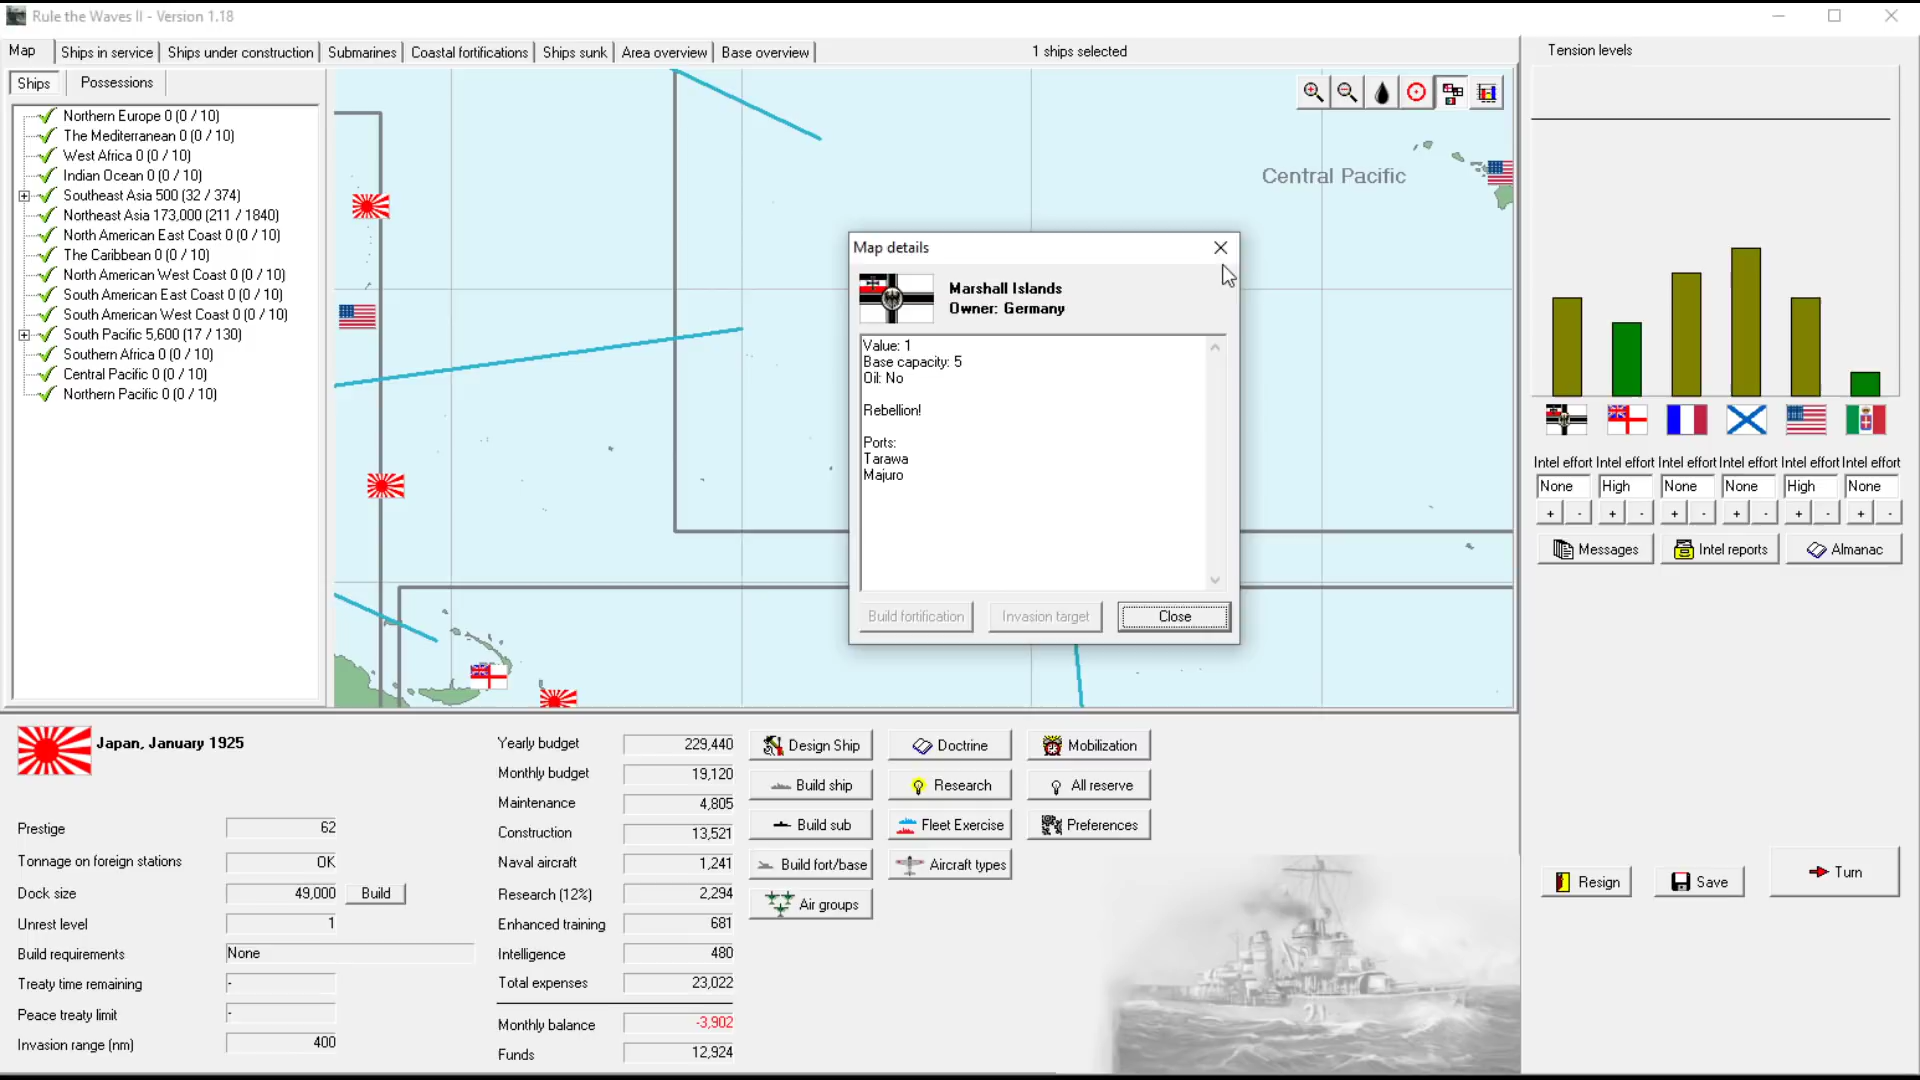 Rule the Waves II - Version 1.18
Map
Ships in service
Ships under construction
Submarines
Coastal fortifications
Ships sunk
Area overview
Base overview
1 ships selected
Tension levels
Ships
Possessions
Northern Europe 0 (0 / 10)
The Mediterranean 0 (0 / 10)
West Africa 0 (0 / 10)
Indian Ocean 0 (0 / 10)
Southeast Asia 500 (32 / 374)
Northeast Asia 173,000 (211 / 1840)
North American East Coast 0 (0 / 10)
The Caribbean 0 (0 / 10)
North American West Coast 0 (0 / 10)
South American East Coast 0 (0 / 10)
South American West Coast 0 (0 / 10)
South Pacific 5,600 (17 / 130)
Southern Africa 0 (0 / 10)
Central Pacific 0 (0 / 10)
Northern Pacific 0 (0 / 10)
Central Pacific
Map details
Marshall Islands
Owner: Germany
Value: 1
Base capacity: 5
Oil: No
Rebellion!
Ports:
Tarawa
Majuro
Build fortification
Invasion target
Close
Intel effort Intel effort Intel effort Intel effort Intel effort Intel effort
None High None None High None
+ - + - + - + - + - + -
Messages
Intel reports
Almanac
Japan, January 1925
Prestige 62
Tonnage on foreign stations OK
Dock size 49,000 Build
Unrest level 1
Build requirements None
Treaty time remaining -
Peace treaty limit -
Invasion range (nm) 400
Yearly budget 229,440
Monthly budget 19,120
Maintenance 4,805
Construction 13,521
Naval aircraft 1,241
Research (12%) 2,294
Enhanced training 681
Intelligence 480
Total expenses 23,022
Monthly balance -3,902
Funds 12,924
Design Ship
Doctrine
Mobilization
Build ship
Research
All reserve
Build sub
Fleet Exercise
Preferences
Build fort/base
Aircraft types
Air groups
Resign
Save
Turn